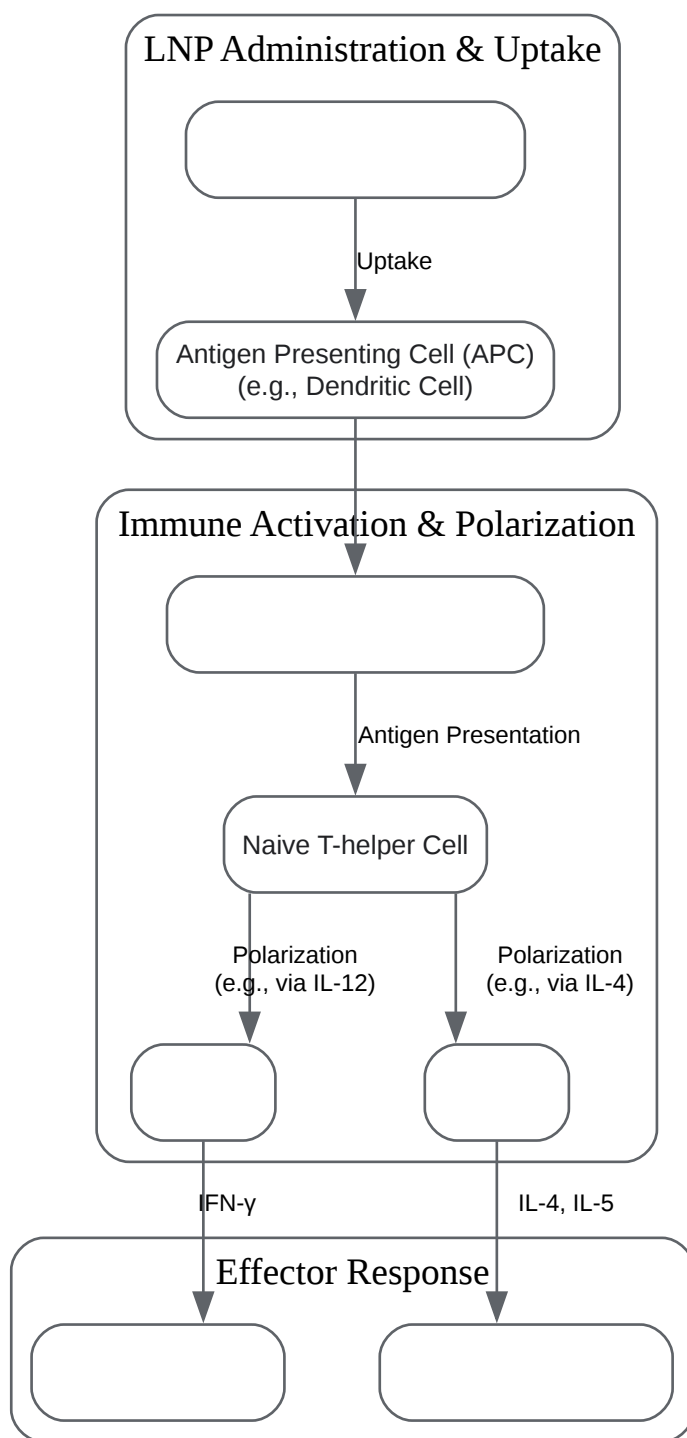 LNP Administration & Uptake
Uptake
Antigen Presenting Cell (APC)
(e.g., Dendritic Cell)
Immune Activation & Polarization
Antigen Presentation
Naive T-helper Cell
Polarization
(e.g., via IL-12)
Polarization
(e.g., via IL-4)
IFN-γ
IL-4, IL-5
Effector Response